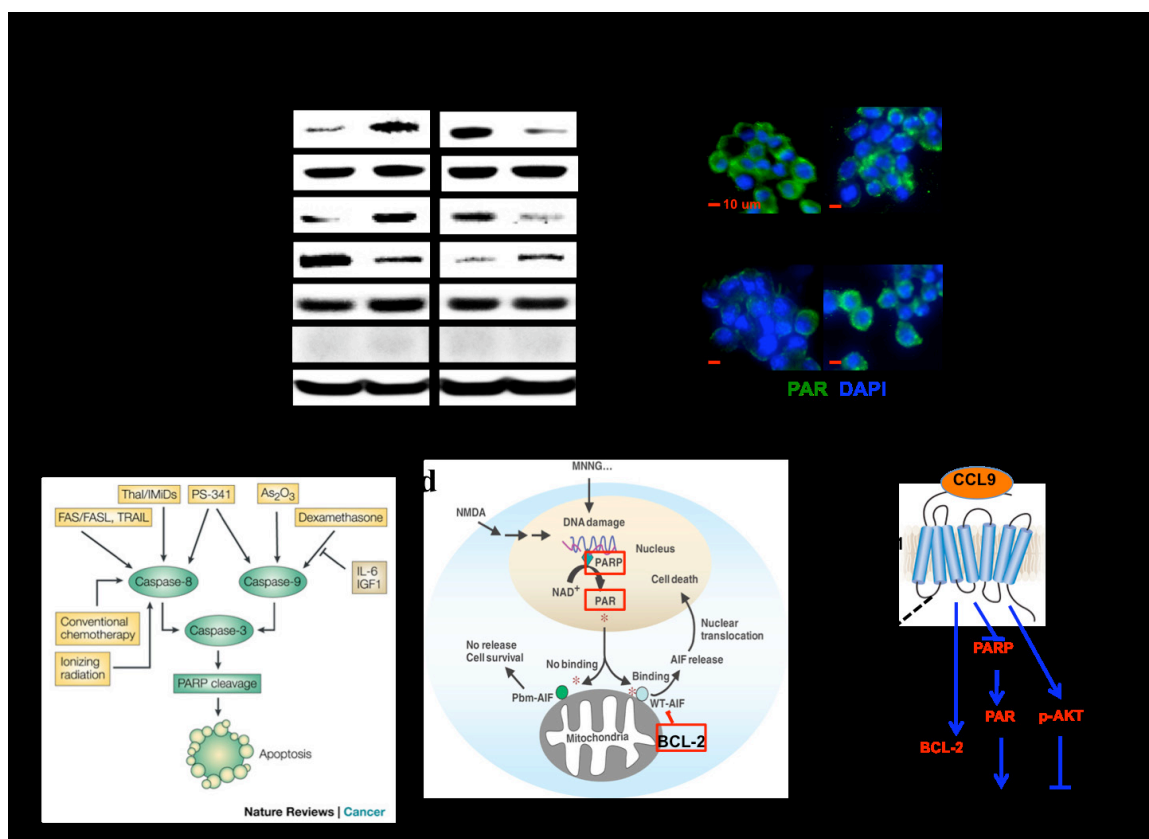 10 um
PAR DAPI
Thal/IMiDs
PS-341
As₂O₃
FAS/FASL, TRAIL
Dexamethasone
Caspase-8
Caspase-9
IL-6
IGF1
Conventional
chemotherapy
Caspase-3
Ionizing
radiation
PARP cleavage
Apoptosis
Nature Reviews | Cancer
d
MNNG...
NMDA
DNA damage
Nucleus
PARP
Cell death
NAD⁺
PAR
*
Nuclear
translocation
No release
Cell survival
No binding
*
AIF release
Binding
*
Pbm-AIF
WT-AIF
Mitochondria
BCL-2
CCL9
PARP
PAR
p-AKT
BCL-2